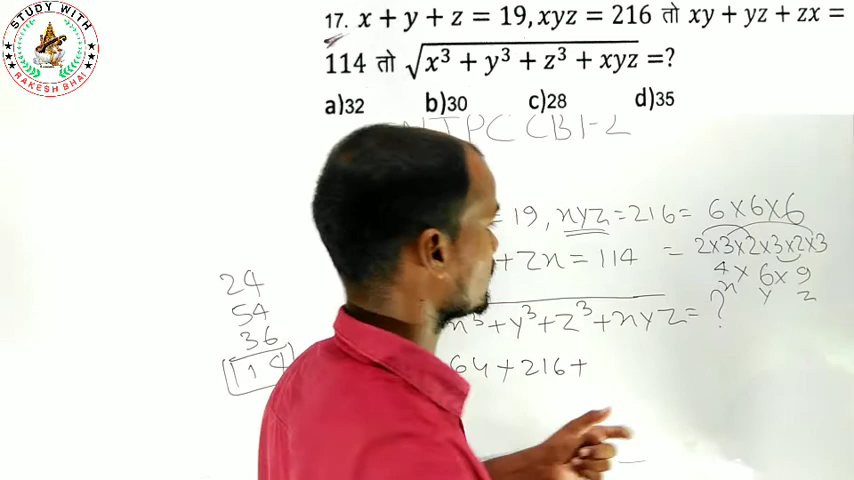 STUDY WITH
RAKESH BHAI
17. x + y + z = 19, xyz = 216 तो xy + yz + zx =
114 तो √(x³ + y³ + z³ + xyz) =?
a)32 b)30 c)28 d)35
NTPC CBT-2
= 19, xyz = 216 = 6×6×6
+ zx = 114 = 2×3×2×3×2×3
4 × 6 × 9
x y z
x³ + y³ + z³ + xyz = ?
64 + 216 +
24
54
36
114